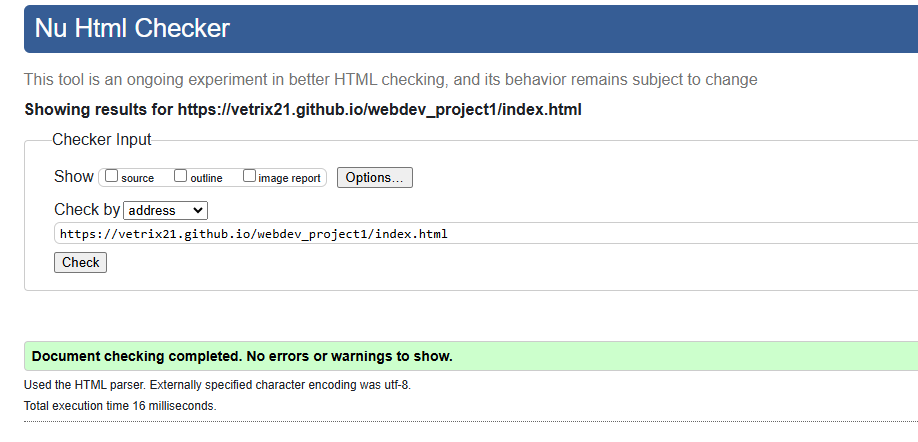 Nu Html Checker
This tool is an ongoing experiment in better HTML checking, and its behavior remains subject to change
Showing results for https://vetrix21.github.io/webdev_project1/index.html
Checker Input
Show source outline image report Options...
Check by address
https://vetrix21.github.io/webdev_project1/index.html
Check
Document checking completed. No errors or warnings to show.
Used the HTML parser. Externally specified character encoding was utf-8.
Total execution time 16 milliseconds.